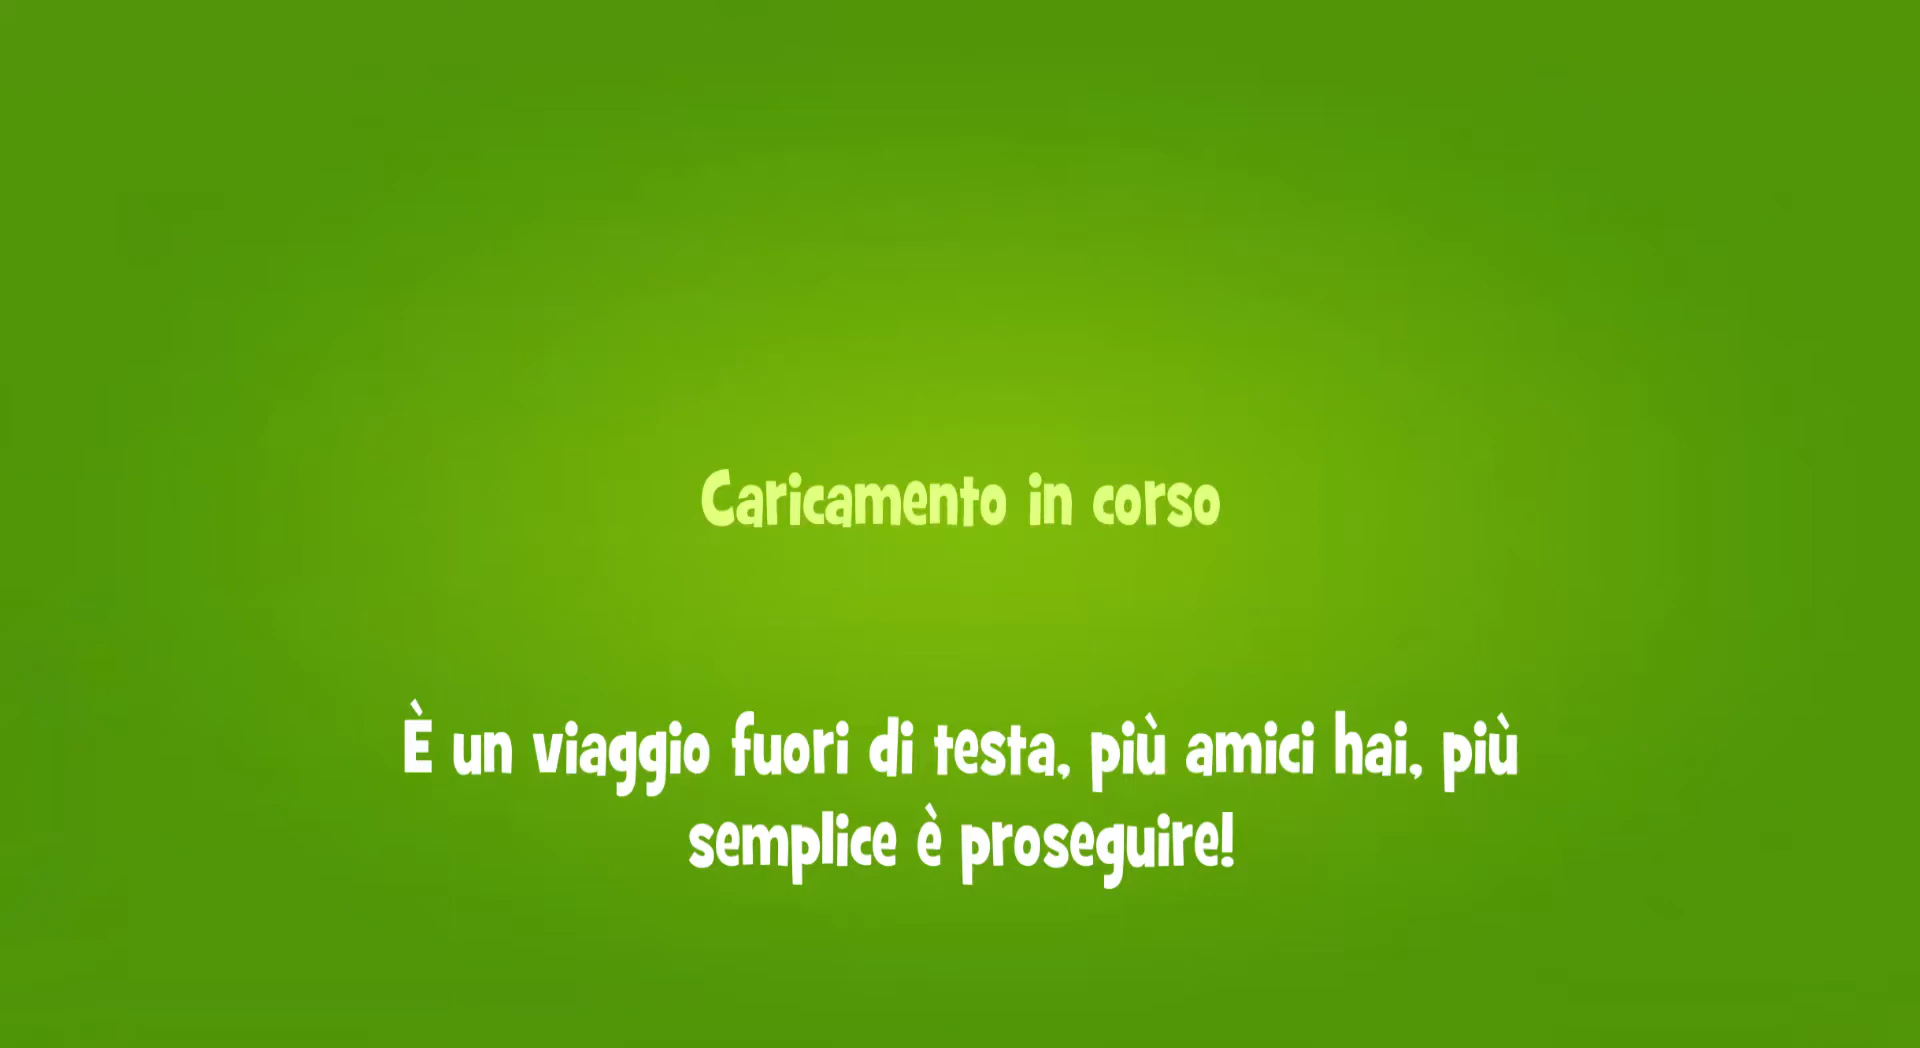 Caricamento in corso
È un viaggio fuori di testa, più amici hai, più
semplice è proseguire!